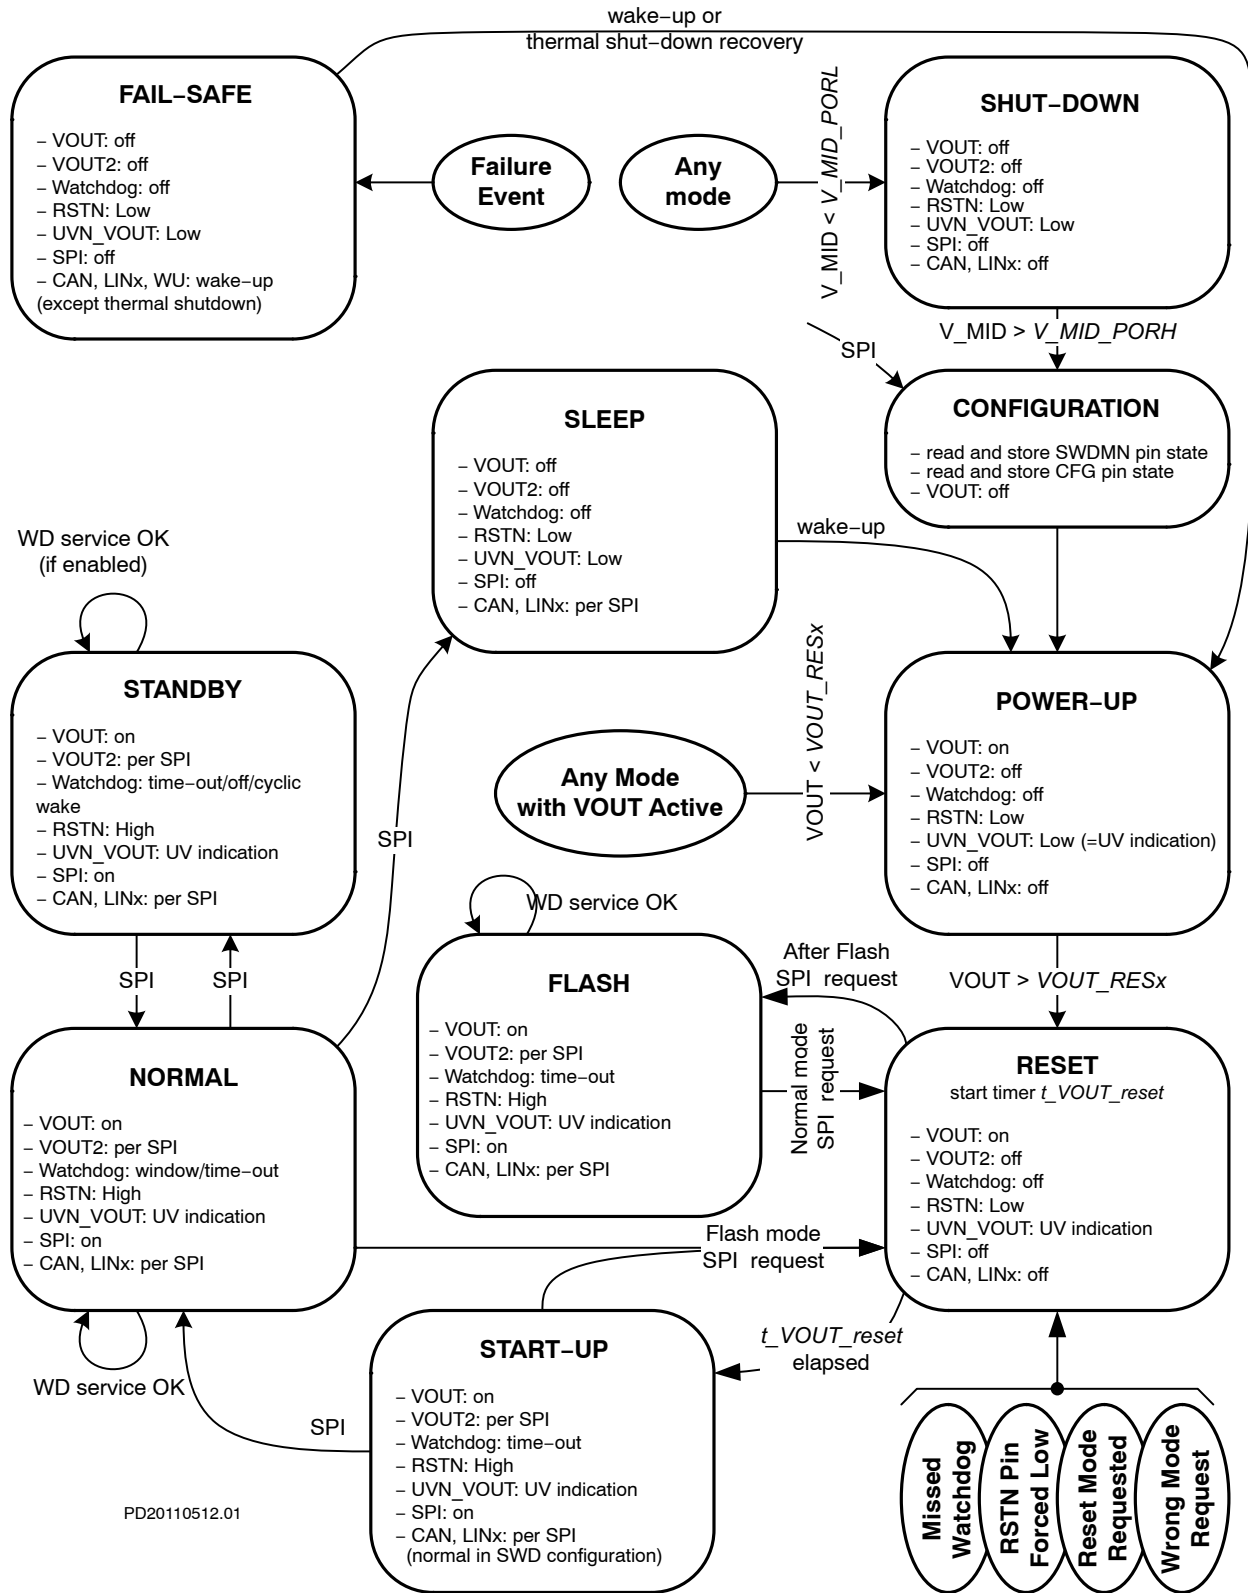 wake–up or
thermal shut–down recovery
FAIL–SAFE
– VOUT: off
– VOUT2: off
– Watchdog: off
– RSTN: Low
– UVN_VOUT: Low
– SPI: off
– CAN, LINx, WU: wake–up
(except thermal shutdown)
Failure
Event
Any
mode
V_MID < V_MID_PORL
SHUT–DOWN
– VOUT: off
– VOUT2: off
– Watchdog: off
– RSTN: Low
– UVN_VOUT: Low
– SPI: off
– CAN, LINx: off
V_MID > V_MID_PORH
SPI
CONFIGURATION
– read and store SWDMN pin state
– read and store CFG pin state
– VOUT: off
SLEEP
– VOUT: off
– VOUT2: off
– Watchdog: off
– RSTN: Low
– UVN_VOUT: Low
– SPI: off
– CAN, LINx: per SPI
wake–up
WD service OK
(if enabled)
STANDBY
– VOUT: on
– VOUT2: per SPI
– Watchdog: time–out/off/cyclic
wake
– RSTN: High
– UVN_VOUT: UV indication
– SPI: on
– CAN, LINx: per SPI
SPI
Any Mode
with VOUT Active
VOUT < VOUT_RESx
POWER–UP
– VOUT: on
– VOUT2: off
– Watchdog: off
– RSTN: Low
– UVN_VOUT: Low (=UV indication)
– SPI: off
– CAN, LINx: off
VOUT > VOUT_RESx
SPI
SPI
WD service OK
FLASH
– VOUT: on
– VOUT2: per SPI
– Watchdog: time–out
– RSTN: High
– UVN_VOUT: UV indication
– SPI: on
– CAN, LINx: per SPI
After Flash
SPI request
Normal mode
SPI request
RESET
start timer t_VOUT_reset
– VOUT: on
– VOUT2: off
– Watchdog: off
– RSTN: Low
– UVN_VOUT: UV indication
– SPI: off
– CAN, LINx: off
NORMAL
– VOUT: on
– VOUT2: per SPI
– Watchdog: window/time–out
– RSTN: High
– UVN_VOUT: UV indication
– SPI: on
– CAN, LINx: per SPI
Flash mode
SPI request
WD service OK
SPI
START–UP
– VOUT: on
– VOUT2: per SPI
– Watchdog: time–out
– RSTN: High
– UVN_VOUT: UV indication
– SPI: on
– CAN, LINx: per SPI
(normal in SWD configuration)
t_VOUT_reset
elapsed
Missed
Watchdog
RSTN Pin
Forced Low
Reset Mode
Requested
Wrong Mode
Request
PD20110512.01